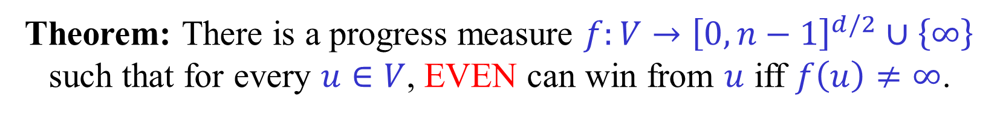 Theorem: There is a progress measure f: V → [0, n − 1]^{d/2} ∪ {∞}
such that for every u ∈ V, EVEN can win from u iff f(u) ≠ ∞.